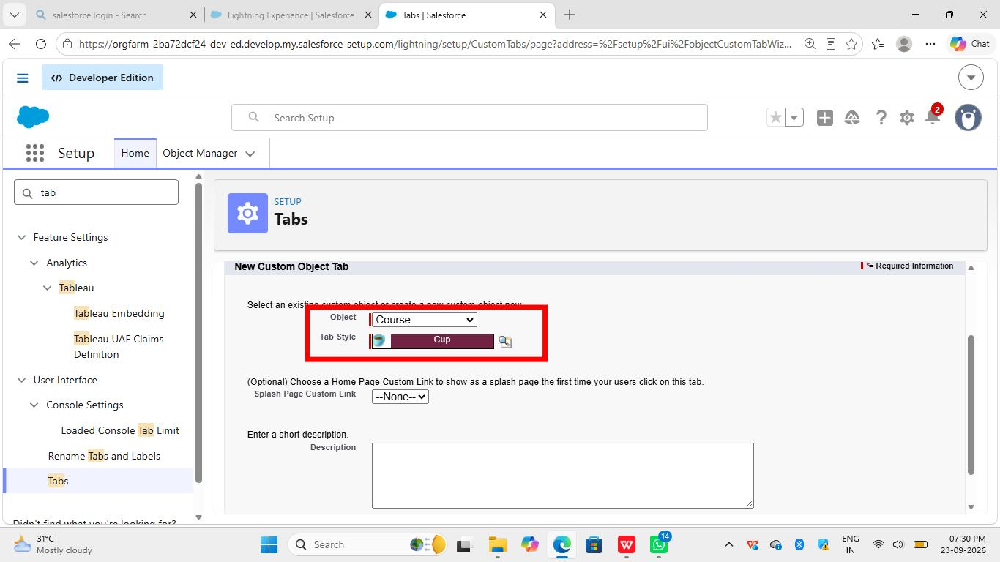 salesforce login - Search
Lightning Experience | Salesforce
Tabs | Salesforce
https://orgfarm-2ba72dcf24-dev-ed.develop.my.salesforce-setup.com/lightning/setup/CustomTabs/page?address=%2Fsetup%2Fui%2FobjectCustomTabWiz...
Chat
Developer Edition
Search Setup
2
Setup
Home
Object Manager
tab
Feature Settings
Analytics
Tableau
Tableau Embedding
Tableau UAF Claims
Definition
User Interface
Console Settings
Loaded Console Tab Limit
Rename Tabs and Labels
Tabs
Didn't find what you're looking for?
SETUP
Tabs
New Custom Object Tab
*= Required Information
Select an existing custom object or create a new custom object now.
Object
Course
Tab Style
Cup
(Optional) Choose a Home Page Custom Link to show as a splash page the first time your users click on this tab.
Splash Page Custom Link
--None--
Enter a short description.
Description
31°C
Mostly cloudy
Search
14
ENG
IN
07:30 PM
23-09-2026